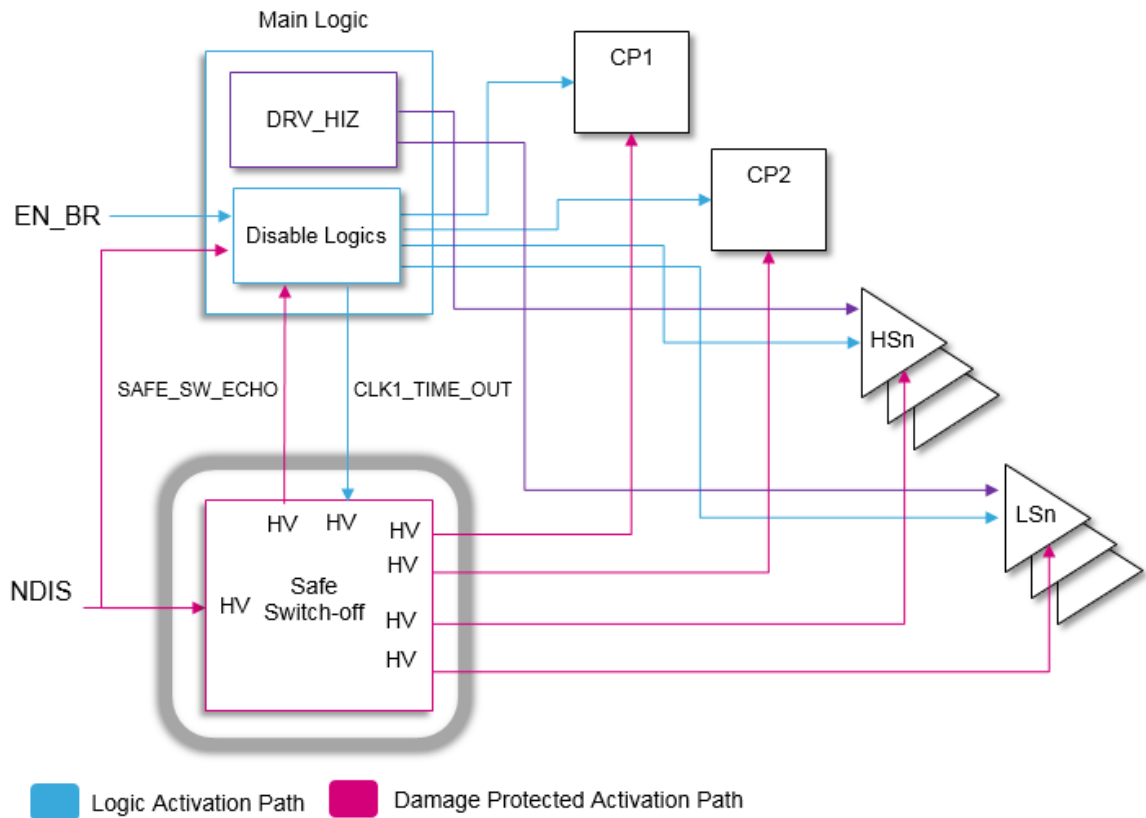 Main Logic
CP1
DRV_HIZ
CP2
EN_BR
Disable Logics
HSn
SAFE_SW_ECHO
CLK1_TIME_OUT
HV
HV
HV
LSn
HV
NDIS
HV
Safe
Switch-off
HV
HV
Logic Activation Path
Damage Protected Activation Path